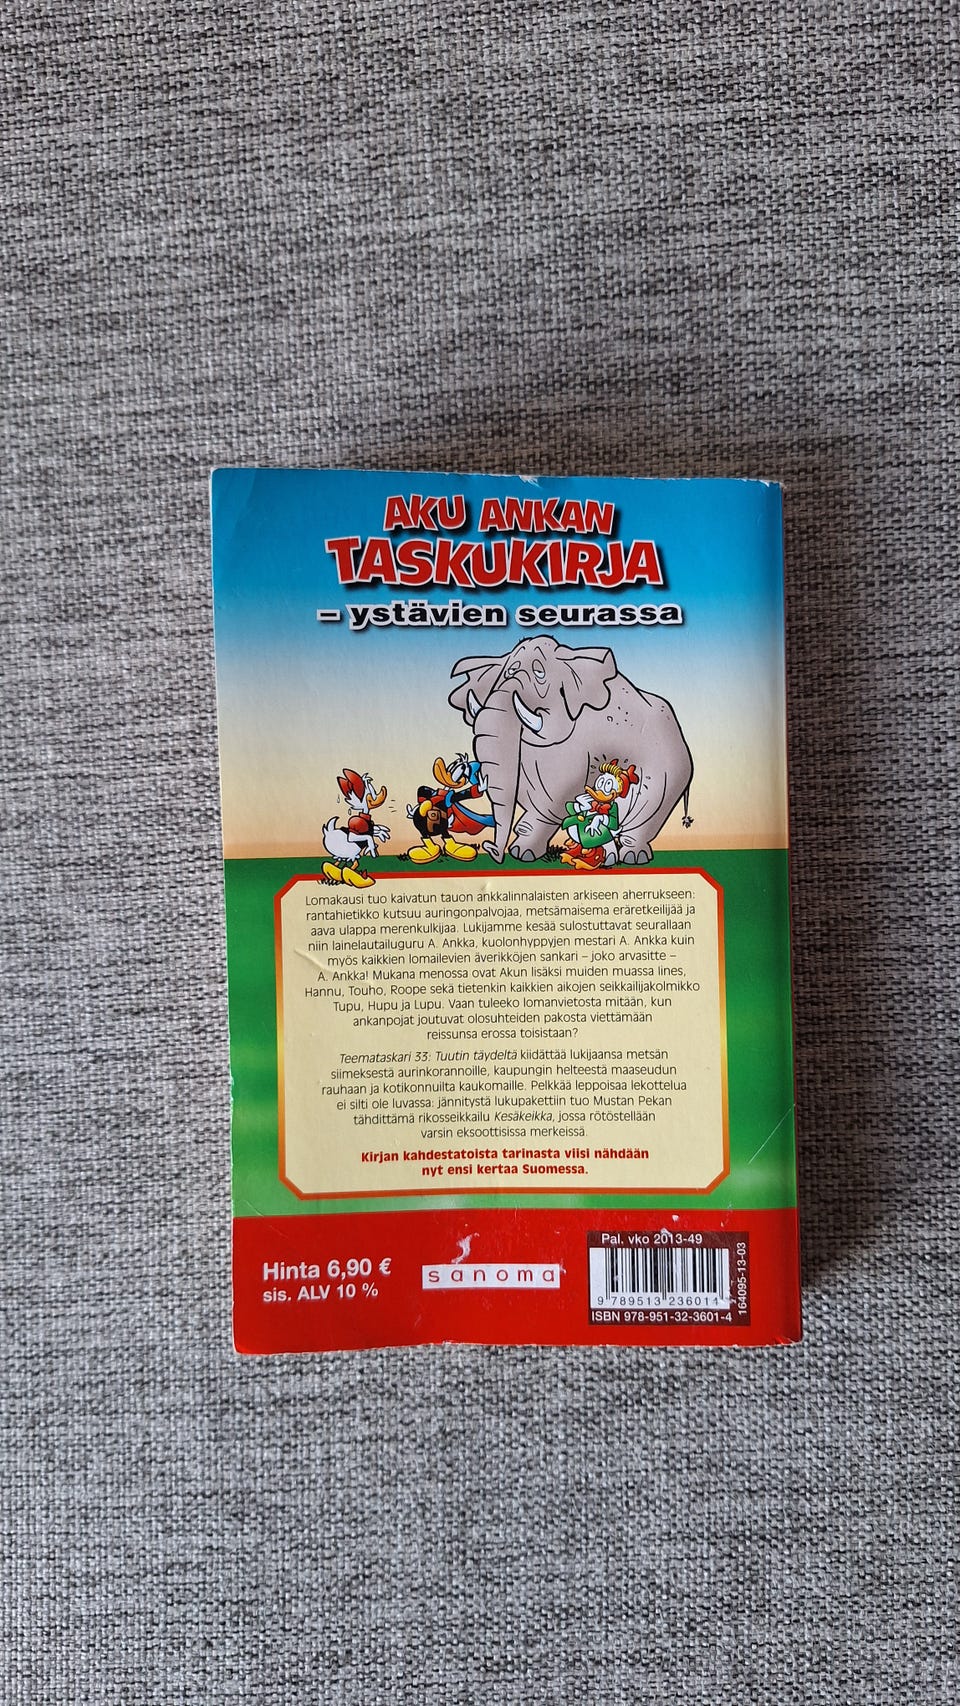 AKU ANKAN
TASKUKIRJA
– ystävien seurassa
Lomakausi tuo kaivatun tauon ankkalinnalaisten arkiseen aherrukseen:
rantahietikko kutsuu auringonpalvojaa, metsämaisema eräretkeilijää ja
aava ulappa merenkulkijaa. Lukijamme kesää sulostuttavat seurallaan
niin lainelautailuguru A. Ankka, kuolonhyppyjen mestari A. Ankka kuin
myös kaikkien lomailevien äverikköjen sankari – joko arvasitte –
A. Ankka! Mukana menossa ovat Akun lisäksi muiden muassa Iines,
Hannu, Touho, Roope sekä tietenkin kaikkien aikojen seikkailijakolmikko
Tupu, Hupu ja Lupu. Vaan tuleeko lomanvietosta mitään, kun
ankanpojat joutuvat olosuhteiden pakosta viettämään
reissunsa erossa toisistaan?
Teemataskari 33: Tuutin täydeltä kiidättää lukijaansa metsän
siimeksestä aurinkorannoille, kaupungin helteestä maaseudun
rauhaan ja kotikonnuilta kaukomaille. Pelkkää leppoisaa lekottelua
ei silti ole luvassa: jännitystä lukupakettiin tuo Mustan Pekan
tähdittämä rikosseikkailu Kesäkeikka, jossa rötöstellään
varsin eksoottisissa merkeissä.
Kirjan kahdestatoista tarinasta viisi nähdään
nyt ensi kertaa Suomessa.
Hinta 6,90 €
sis. ALV 10 %
sanoma
Pal. vko 2013-49
9 789513 236014
ISBN 978-951-32-3601-4
164095-13-03